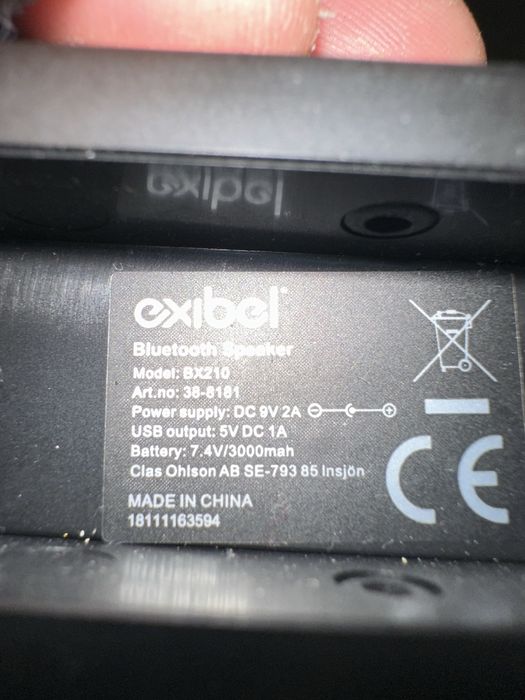 exibel
exibel
Bluetooth Speaker
Model: BX210
Art.no: 38-8181
Power supply: DC 9V 2A
USB output: 5V DC 1A
Battery: 7.4V/3000mah
Clas Ohlson AB SE-793 85 Insjön
CE
MADE IN CHINA
18111163594